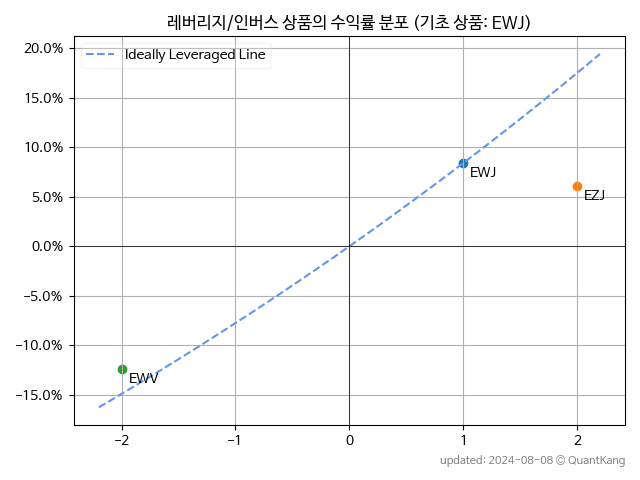 레버리지/인버스 상품의 수익률 분포 (기초 상품: EWJ)
20.0%
Ideally Leveraged Line
15.0%
10.0%
EWJ
5.0%
EZJ
0.0%
−5.0%
−10.0%
EWV
−15.0%
−2 −1 0 1 2
updated: 2024-08-08 © QuantKang